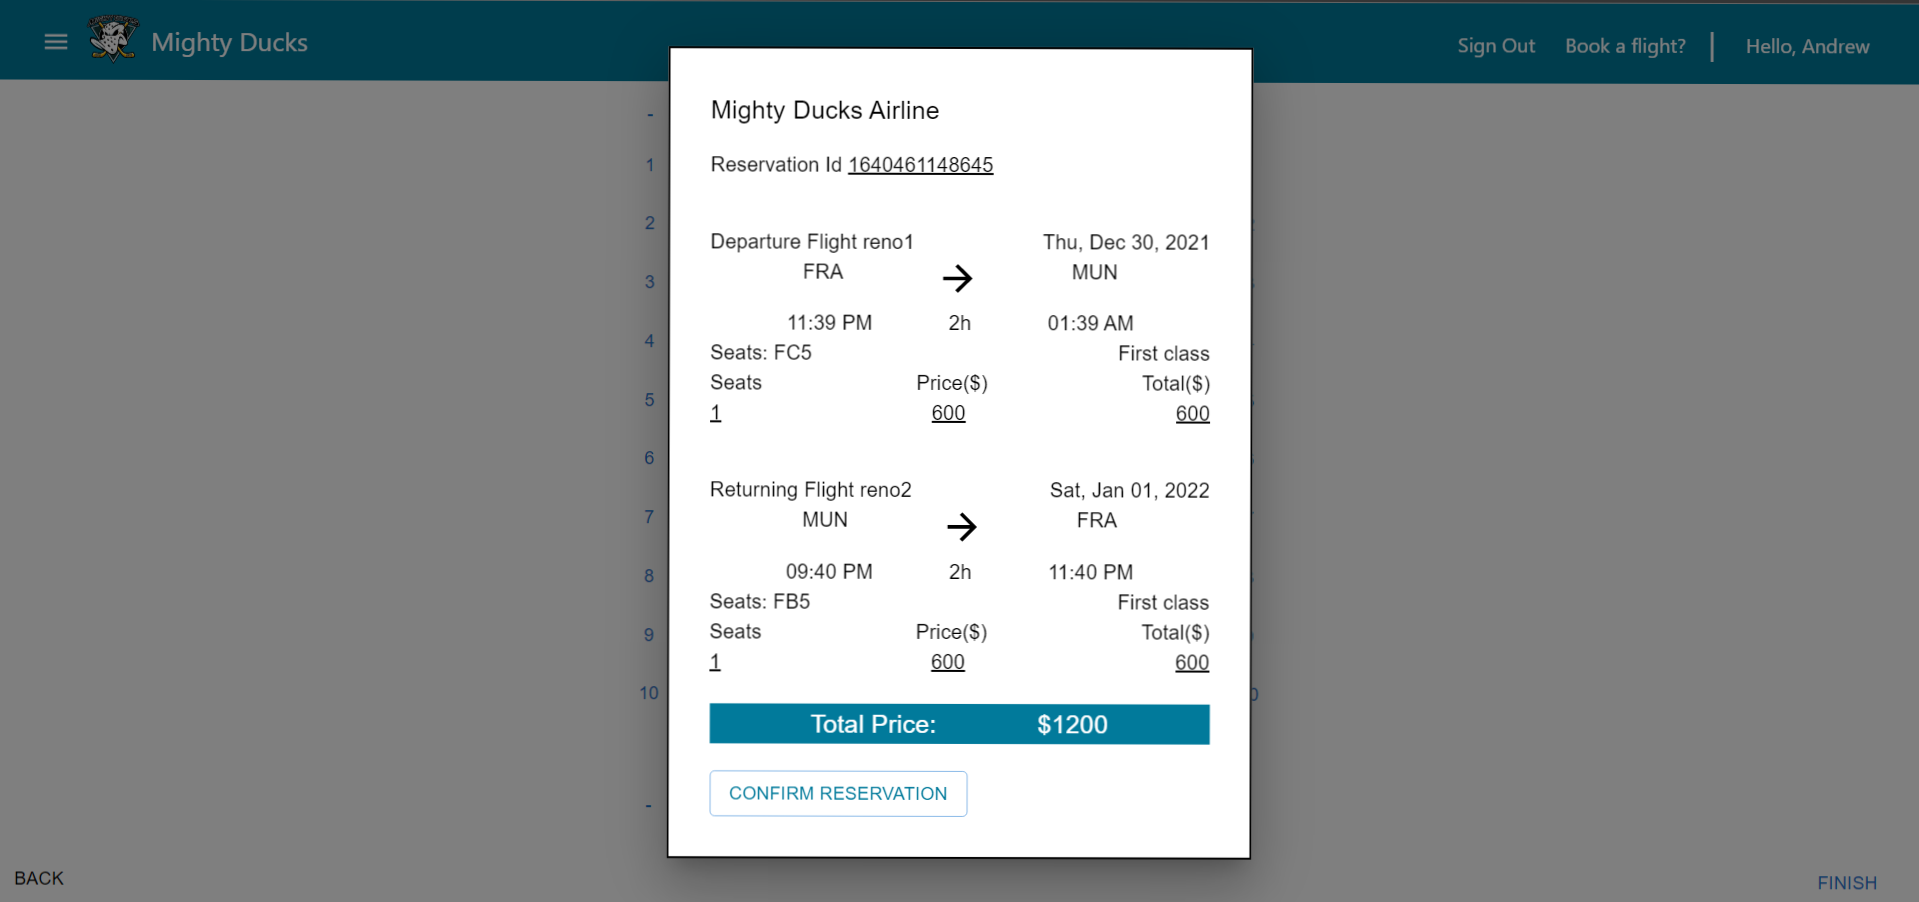 Mighty Ducks
Sign Out Book a flight? | Hello, Andrew
Mighty Ducks Airline
Reservation Id 1640461148645
Departure Flight reno1 Thu, Dec 30, 2021
FRA → MUN
11:39 PM 2h 01:39 AM
Seats: FC5 First class
Seats Price($) Total($)
1 600 600
Returning Flight reno2 Sat, Jan 01, 2022
MUN → FRA
09:40 PM 2h 11:40 PM
Seats: FB5 First class
Seats Price($) Total($)
1 600 600
Total Price: $1200
CONFIRM RESERVATION
-
1
2
3
4
5
6
7
8
9
10
-
BACK
FINISH